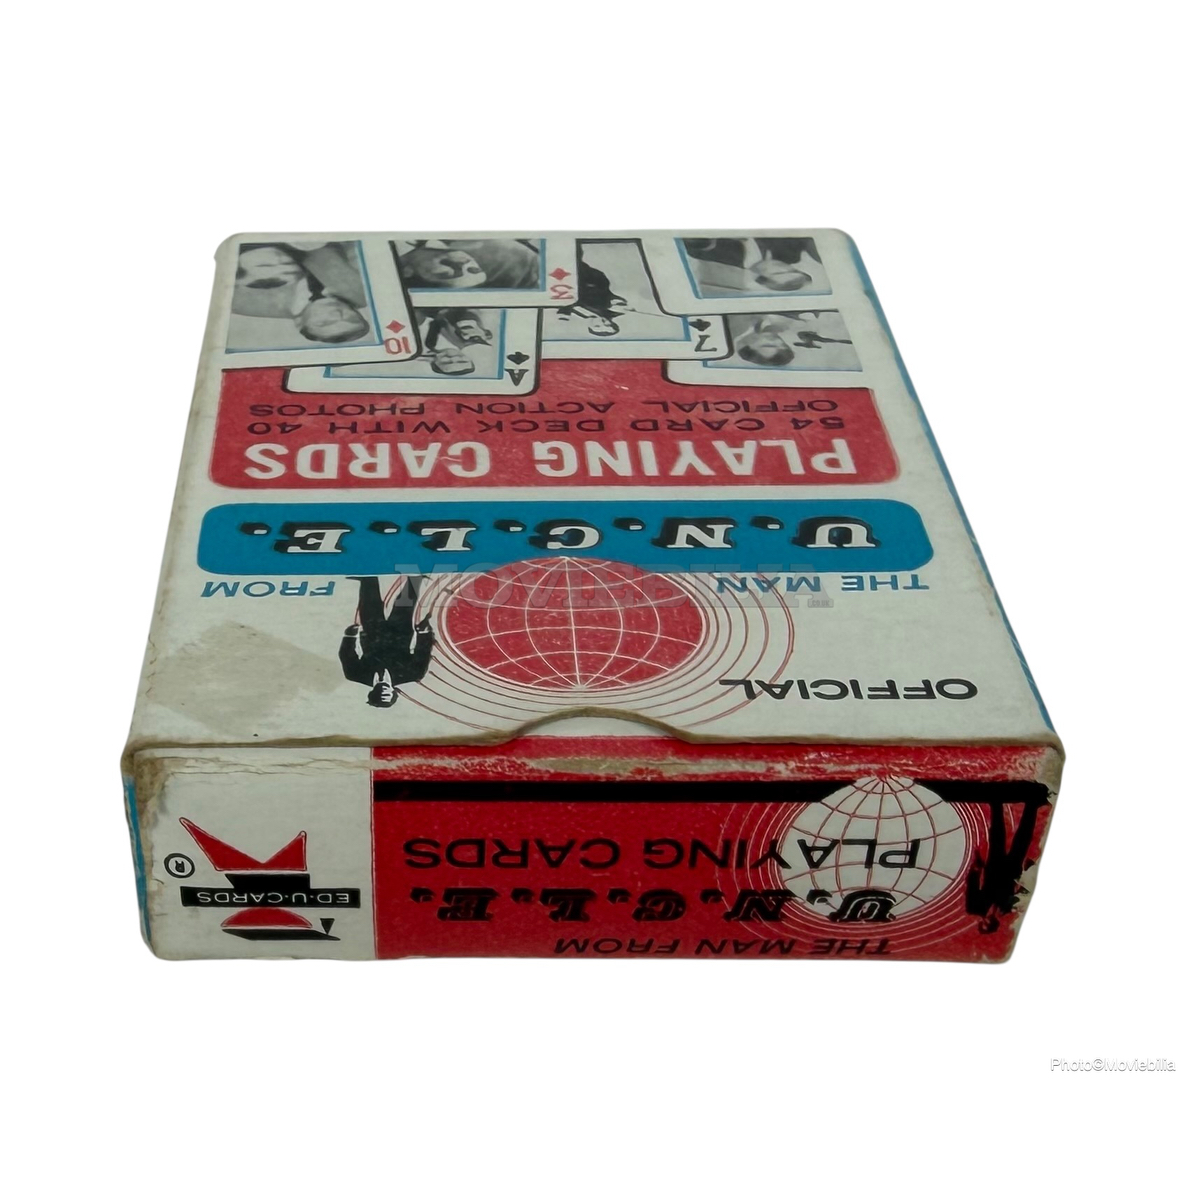 OFFICIAL
THE MAN FROM
U.N.C.L.E.
PLAYING CARDS
54 CARD DECK WITH 40
OFFICIAL ACTION PHOTOS
A
7
10
3
THE MAN FROM
U.N.C.L.E.
PLAYING CARDS
ED-U-CARDS
®
MOVIEBILIA
Photo©Moviebilia